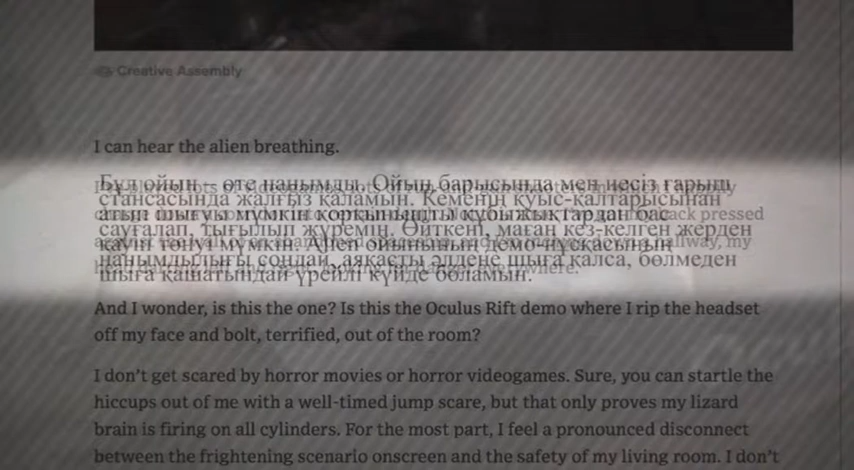 Creative Assembly
I can hear the alien breathing.
Бұл ойын – өте нанымды. Ойын барысында мен иесіз ғарыш
стансасында жалғыз қаламын. Кеменің қуыс-қалтарысынан
атып шығуы мүмкін қорқынышты құбыжықтардан бас
сауғалап, тығылып жүремін. Өйткені, маған кез-келген жерден
қауіп төнуі мүмкін. Alien ойынының демо-нұсқасының
нанымдылығы сондай, аяқасты әлдене шыға қалса, бөлмеден
шыға қашатындай үрейлі күйде боламын.
And I wonder, is this the one? Is this the Oculus Rift demo where I rip the headset
off my face and bolt, terrified, out of the room?
I don't get scared by horror movies or horror videogames. Sure, you can startle the
hiccups out of me with a well-timed jump scare, but that only proves my lizard
brain is firing on all cylinders. For the most part, I feel a pronounced disconnect
between the frightening scenario onscreen and the safety of my living room. I don't